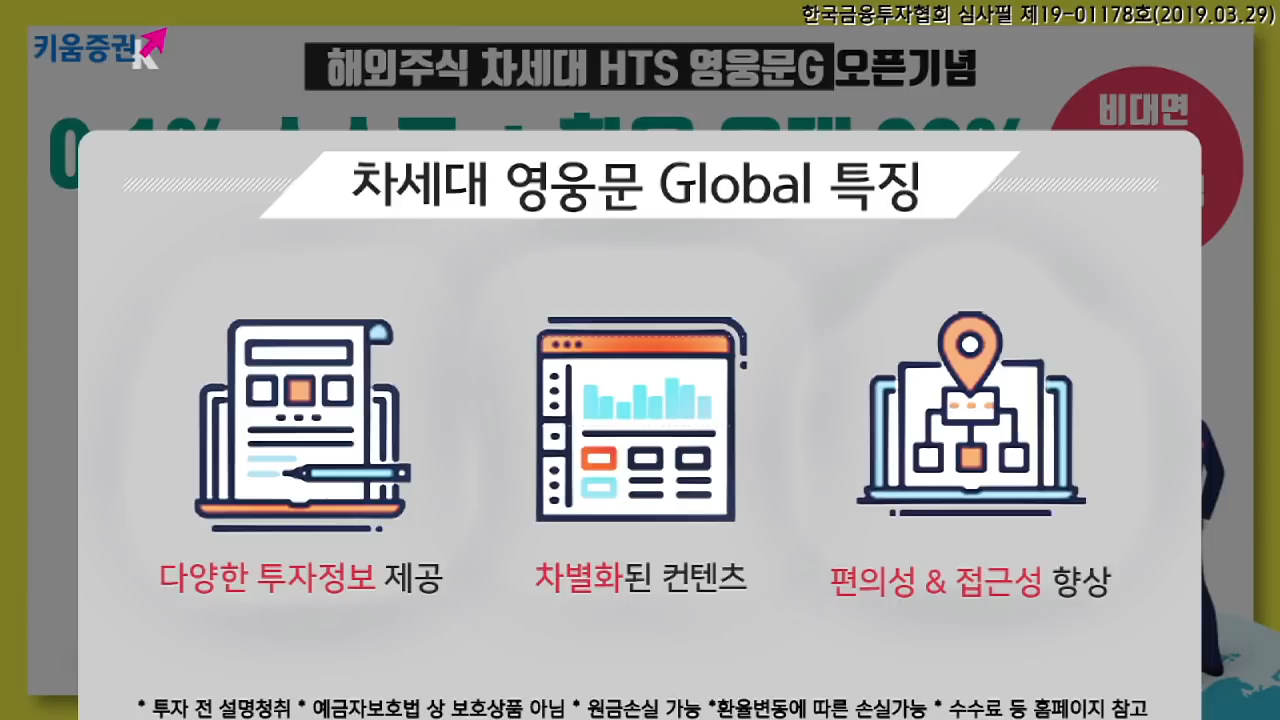 한국금융투자협회 심사필 제19-01178호(2019.03.29)
키움증권
해외주식 차세대 HTS 영웅문G 오픈기념
비대면
차세대 영웅문 Global 특징
다양한 투자정보 제공
차별화된 컨텐츠
편의성 & 접근성 향상
* 투자 전 설명청취 * 예금자보호법 상 보호상품 아님 * 원금손실 가능 *환율변동에 따른 손실가능 * 수수료 등 홈페이지 참고